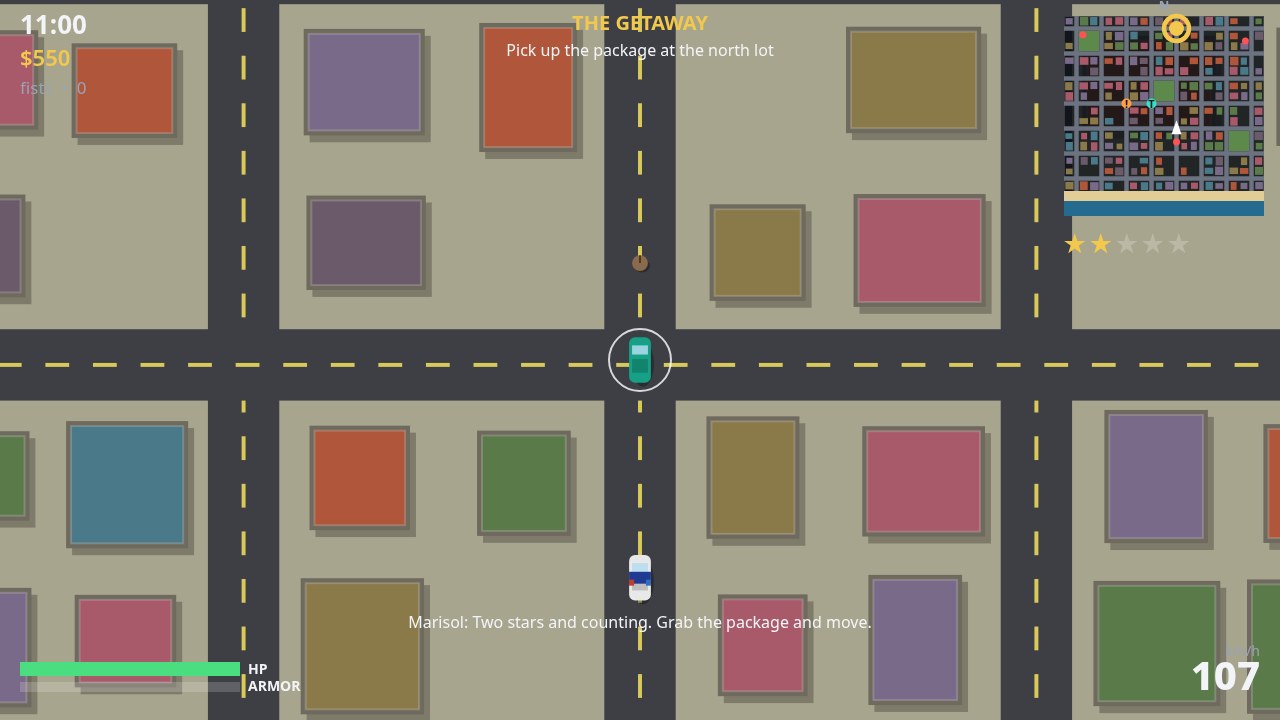 11:00
$550
THE GETAWAY
Pick up the package at the north lot
N
Marisol: Two stars and counting. Grab the package and move.
HP
ARMOR
107